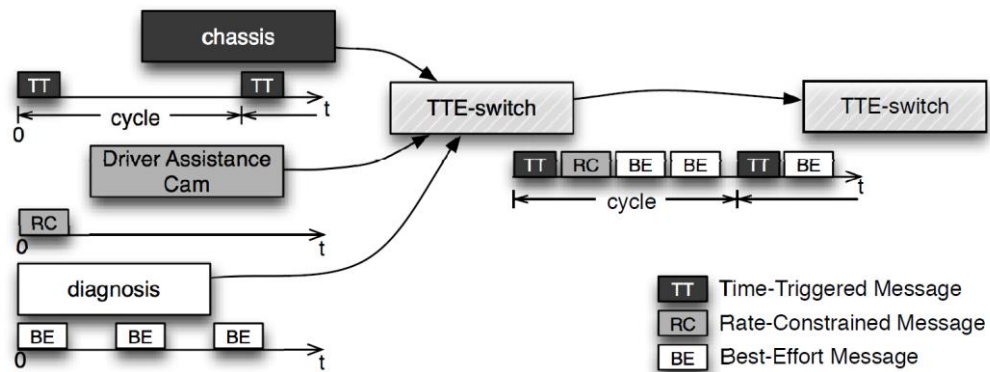 chassis
TT TT
0 cycle t
TTE-switch
TTE-switch
Driver Assistance
Cam
TT RC BE BE TT BE
cycle t
RC
0 t
diagnosis
BE BE BE
0 t
TT Time-Triggered Message
RC Rate-Constrained Message
BE Best-Effort Message